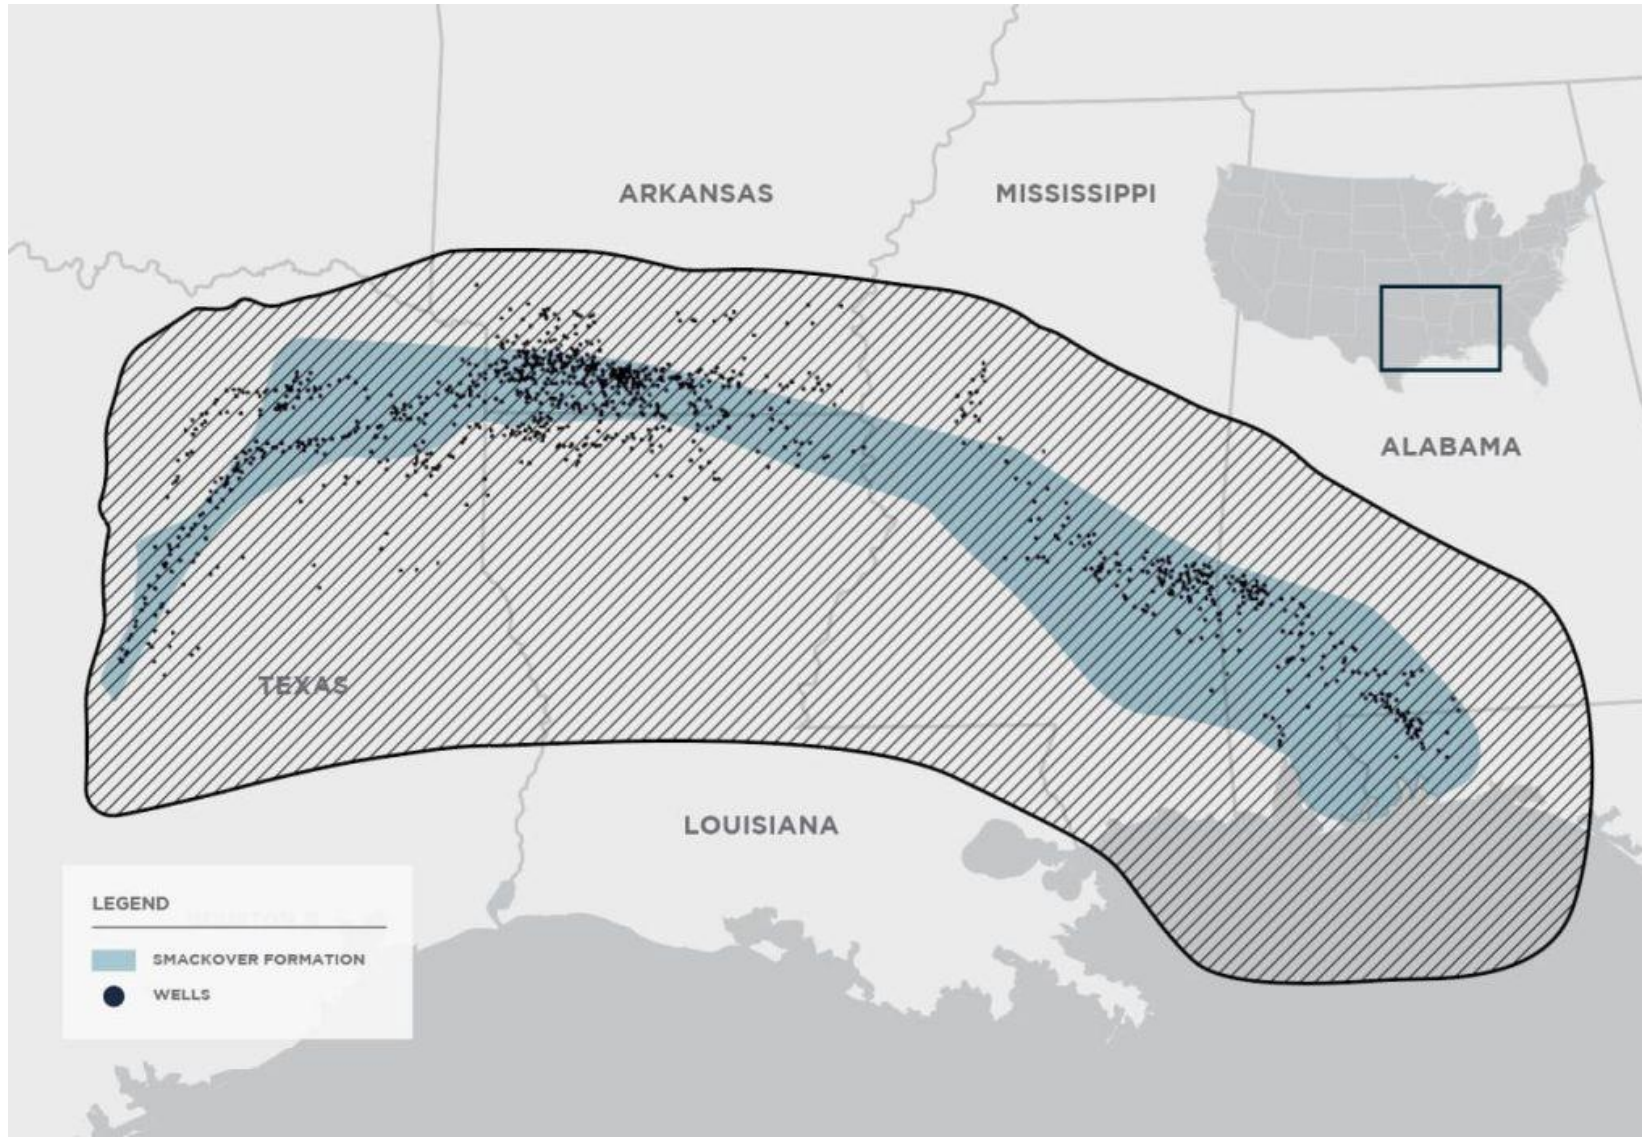 ARKANSAS
MISSISSIPPI
ALABAMA
TEXAS
LOUISIANA
LEGEND
SMACKOVER FORMATION
WELLS